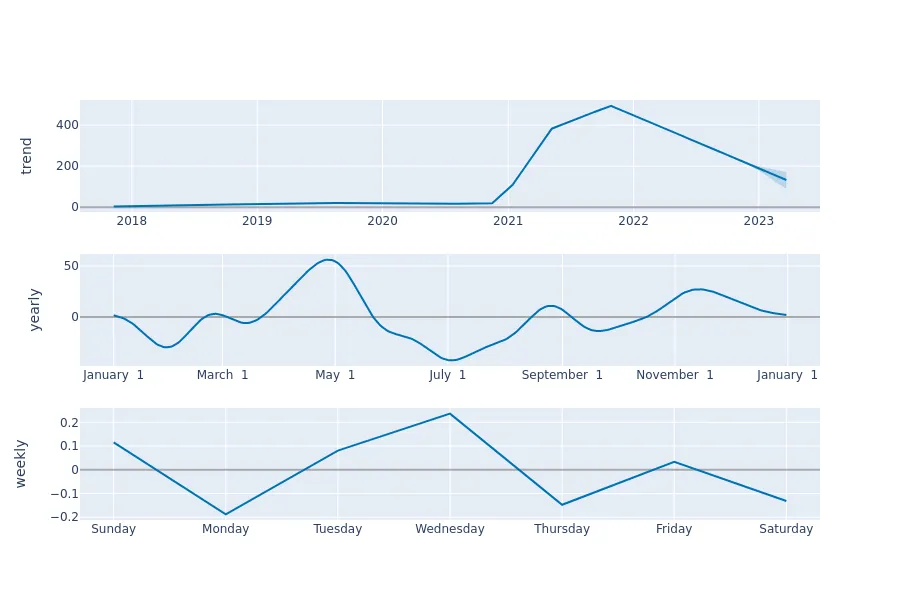 trend
400
200
0
2018 2019 2020 2021 2022 2023
yearly
50
0
January 1 March 1 May 1 July 1 September 1 November 1 January 1
weekly
0.2
0.1
0
−0.1
−0.2
Sunday Monday Tuesday Wednesday Thursday Friday Saturday